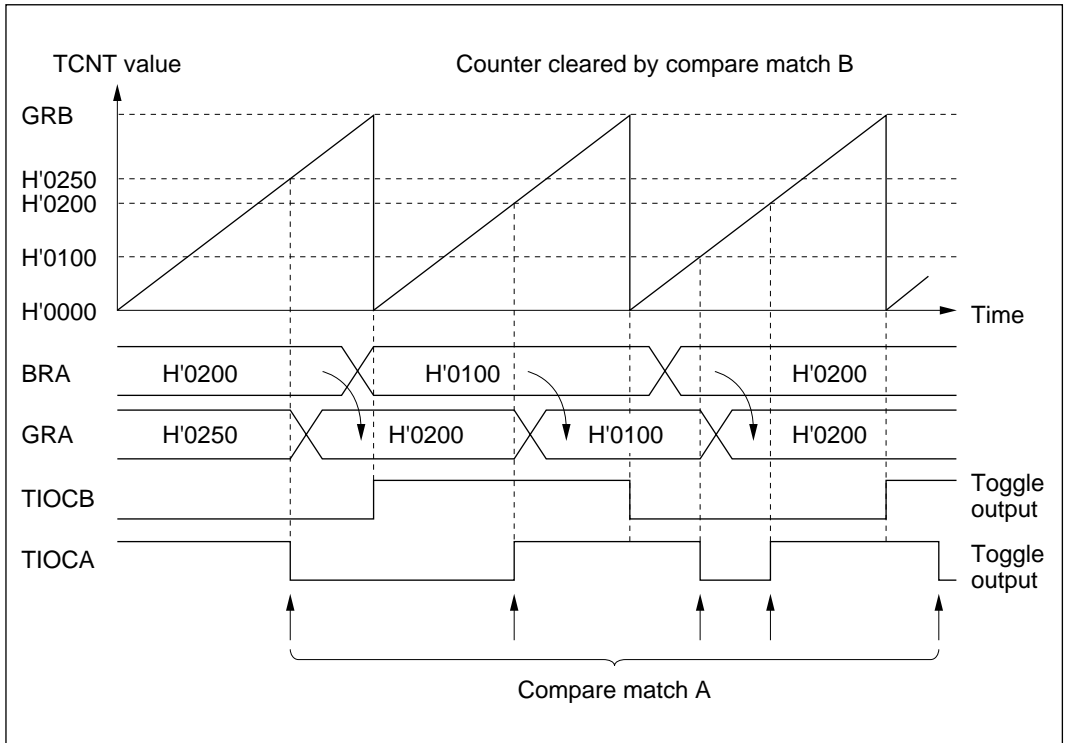 TCNT value
Counter cleared by compare match B
GRB
H'0250
H'0200
H'0100
H'0000
Time
BRA
H'0200
H'0100
H'0200
GRA
H'0250
H'0200
H'0100
H'0200
TIOCB
Toggle
output
TIOCA
Toggle
output
Compare match A